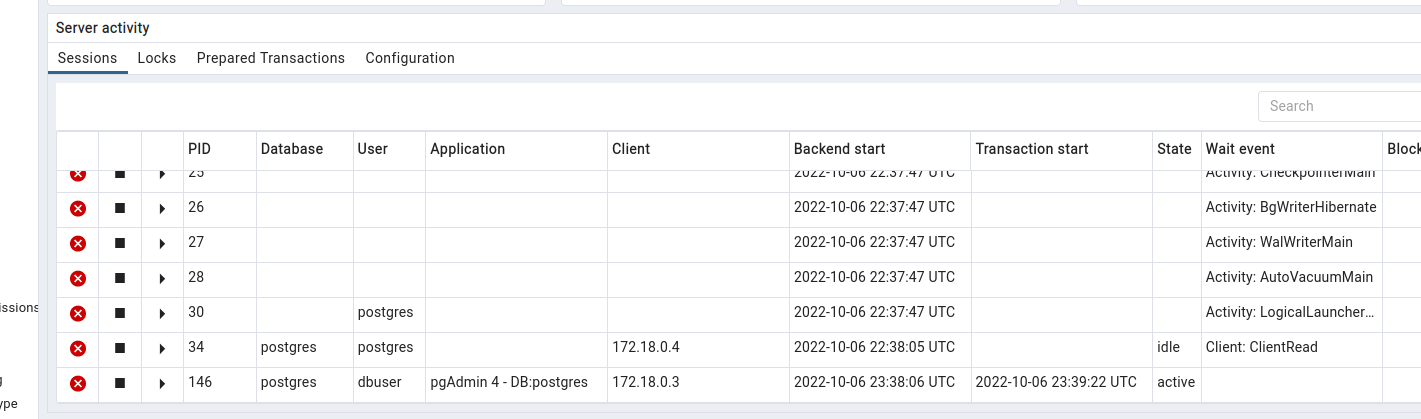 Server activity
Sessions Locks Prepared Transactions Configuration
Search
PID Database User Application Client Backend start Transaction start State Wait event Block
25 2022-10-06 22:37:47 UTC Activity: CheckpointerMain
26 2022-10-06 22:37:47 UTC Activity: BgWriterHibernate
27 2022-10-06 22:37:47 UTC Activity: WalWriterMain
28 2022-10-06 22:37:47 UTC Activity: AutoVacuumMain
issions
30 postgres 2022-10-06 22:37:47 UTC Activity: LogicalLauncher...
34 postgres postgres 172.18.0.4 2022-10-06 22:38:05 UTC idle Client: ClientRead
g
146 postgres dbuser pgAdmin 4 - DB:postgres 172.18.0.3 2022-10-06 23:38:06 UTC 2022-10-06 23:39:22 UTC active
ype